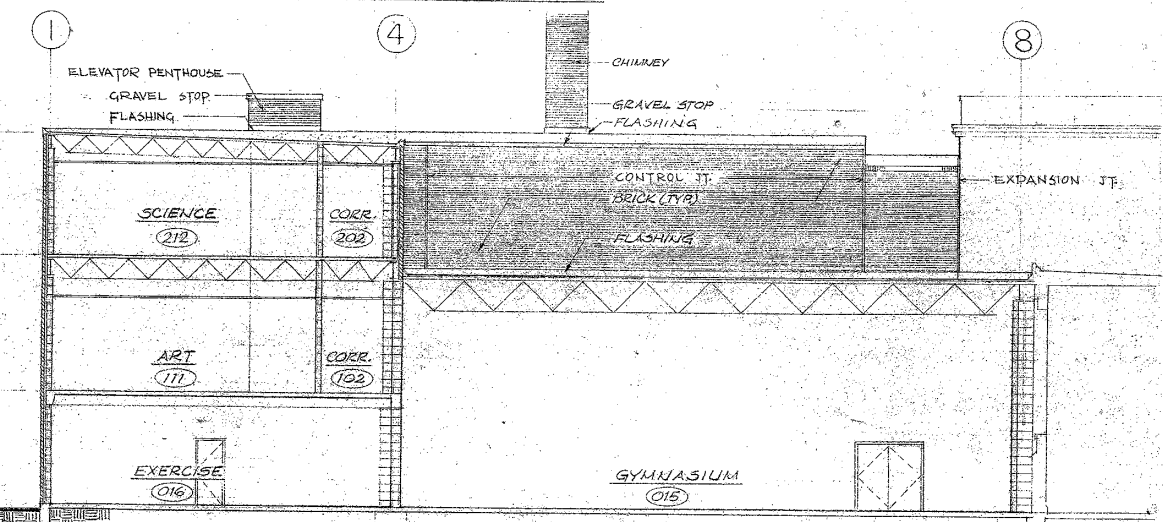 1
4
8
ELEVATOR PENTHOUSE
GRAVEL STOP
FLASHING
CHIMNEY
GRAVEL STOP
FLASHING
CONTROL JT.
BRICK (TYP.)
FLASHING
EXPANSION JT.
SCIENCE
212
CORR.
202
ART
111
CORR.
102
EXERCISE
016
GYMNASIUM
015